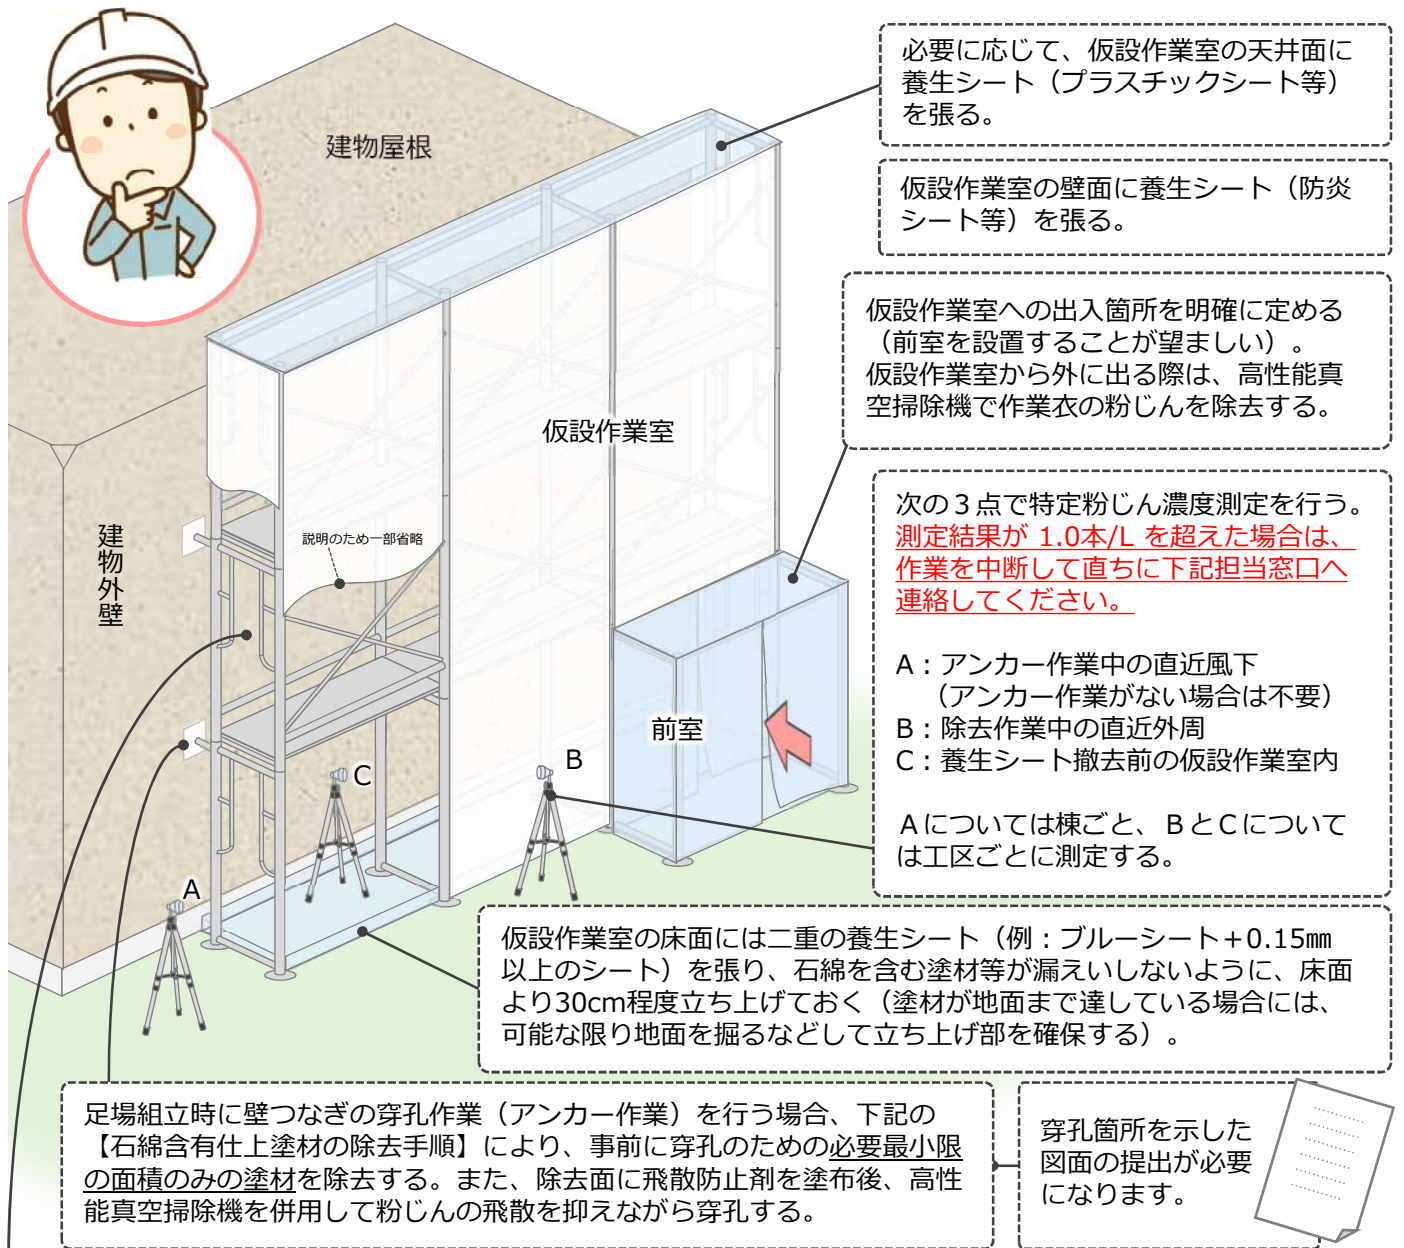 必要に応じて、仮設作業室の天井面に
養生シート（プラスチックシート等）
を張る。
建物屋根
仮設作業室の壁面に養生シート（防炎
シート等）を張る。
仮設作業室への出入箇所を明確に定める
（前室を設置することが望ましい）。
仮設作業室から外に出る際は、高性能真
空掃除機で作業衣の粉じんを除去する。
仮設作業室
次の３点で特定粉じん濃度測定を行う。
測定結果が 1.0本/L を超えた場合は、
作業を中断して直ちに下記担当窓口へ
連絡してください。
A：アンカー作業中の直近風下
（アンカー作業がない場合は不要）
B：除去作業中の直近外周
C：養生シート撤去前の仮設作業室内
Aについては棟ごと、BとCについて
は工区ごとに測定する。
建物外壁
説明のため一部省略
前室
B
C
A
仮設作業室の床面には二重の養生シート（例：ブルーシート＋0.15㎜
以上のシート）を張り、石綿を含む塗材等が漏えいしないように、床面
より30cm程度立ち上げておく（塗材が地面まで達している場合には、
可能な限り地面を掘るなどして立ち上げ部を確保する）。
足場組立時に壁つなぎの穿孔作業（アンカー作業）を行う場合、下記の
【石綿含有仕上塗材の除去手順】により、事前に穿孔のための必要最小限
の面積のみの塗材を除去する。また、除去面に飛散防止剤を塗布後、高性
能真空掃除機を併用して粉じんの飛散を抑えながら穿孔する。
穿孔箇所を示した
図面の提出が必要
になります。